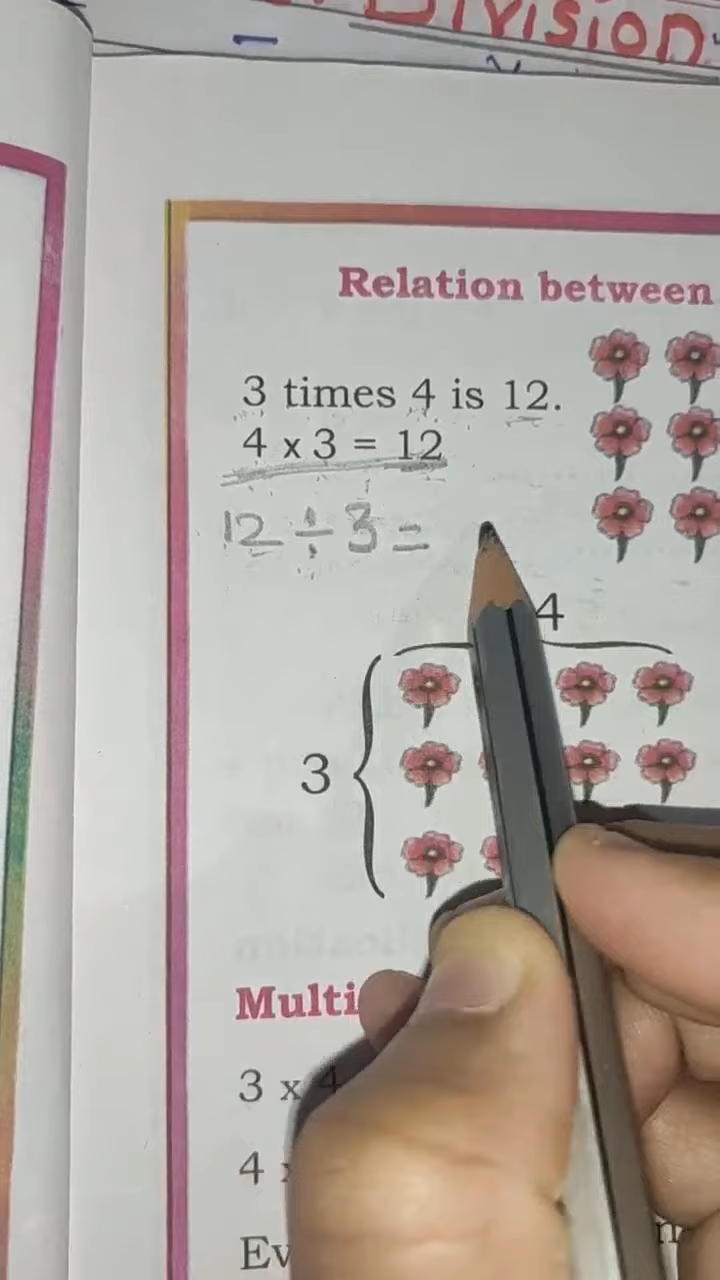 Division
Relation between
3 times 4 is 12.
4 x 3 = 12
12 ÷ 3 =
4
3
Multi
3 x 4
4 x
Ev